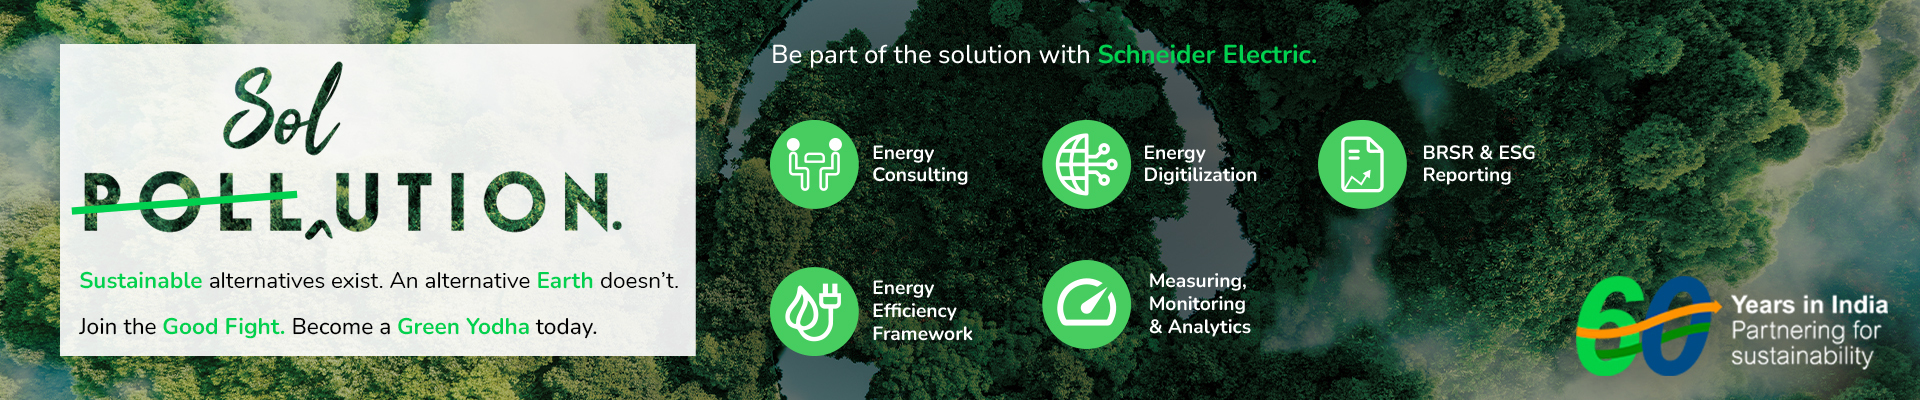 Sol
POLLUTION.
Sustainable alternatives exist. An alternative Earth doesn't.
Join the Good Fight. Become a Green Yodha today.
Be part of the solution with Schneider Electric.
Energy
Consulting
Energy
Digitilization
BRSR & ESG
Reporting
Energy
Efficiency
Framework
Measuring,
Monitoring
& Analytics
60
Years in India
Partnering for
sustainability